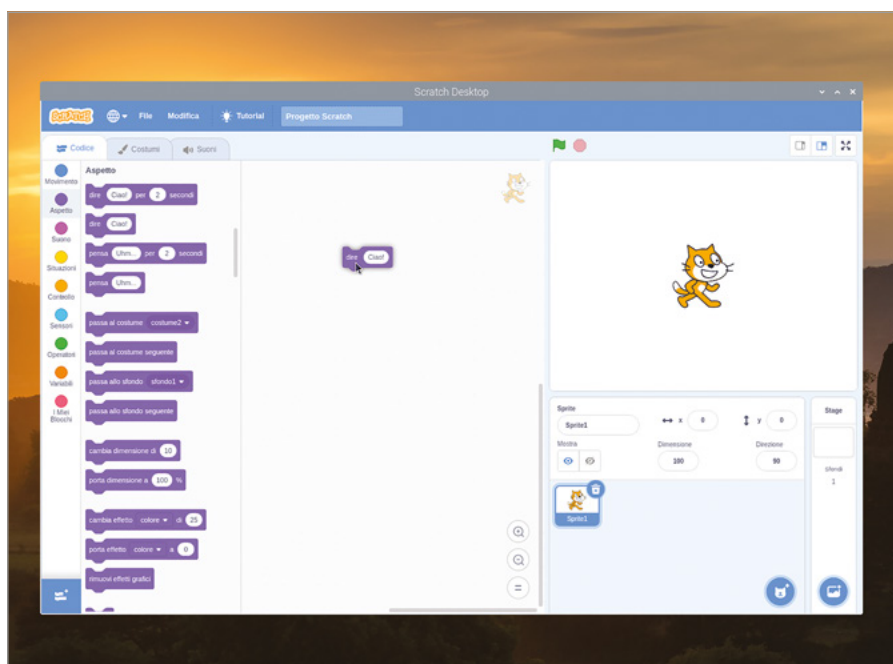 Scratch Desktop
SCRATCH File Modifica Tutorial Progetto Scratch
Codice Costumi Suoni
Movimento
Aspetto
Suono
Situazioni
Controllo
Sensori
Operatori
Variabili
I Miei
Blocchi
Aspetto
dire Ciao! per 2 secondi
dire Ciao!
pensa Uhm... per 2 secondi
pensa Uhm...
passa al costume costume2
passa al costume seguente
passa allo sfondo sfondo1
passa allo sfondo seguente
cambia dimensione di 10
porta dimensione a 100 %
cambia effetto colore di 25
porta effetto colore a 0
rimuovi effetti grafici
dire Ciao!
Sprite
Sprite1 x 0 y 0
Mostra Dimensione Direzione
100 90
Sprite1
Stage
Sfondi
1